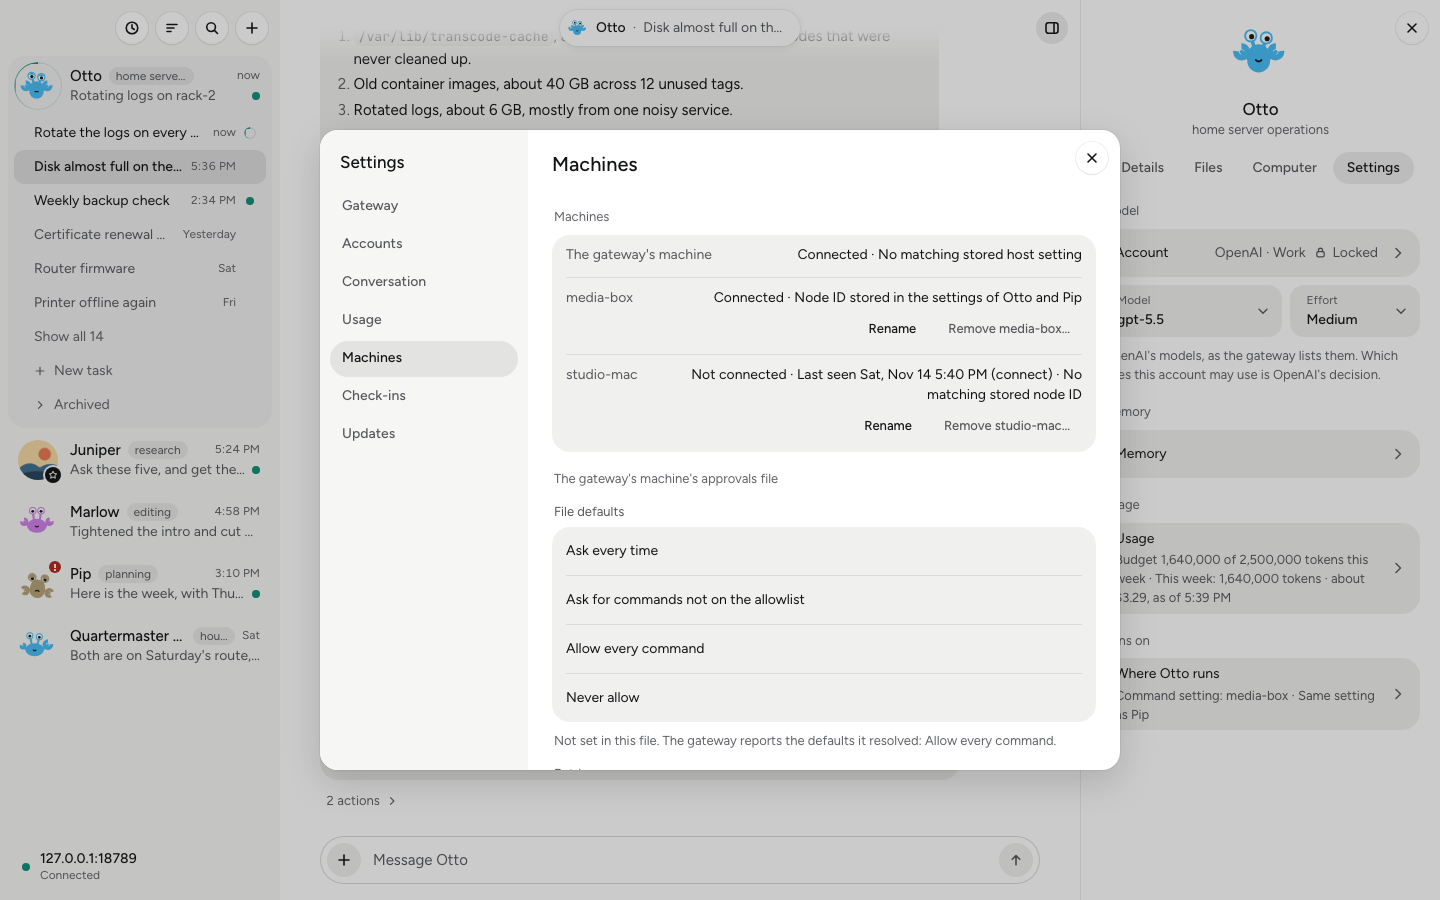 Otto home serve... now
Rotating logs on rack-2
Rotate the logs on every ... now
Disk almost full on the... 5:36 PM
Weekly backup check 2:34 PM
Certificate renewal ... Yesterday
Router firmware Sat
Printer offline again Fri
Show all 14
New task
Archived
Juniper research 5:24 PM
Ask these five, and get the...
Marlow editing 4:58 PM
Tightened the intro and cut ...
Pip planning 3:10 PM
Here is the week, with Thu...
Quartermaster ... hou... Sat
Both are on Saturday's route,...
127.0.0.1:18789
Connected
Otto · Disk almost full on th...
1. /var/lib/transcode-cache, that were
never cleaned up.
2. Old container images, about 40 GB across 12 unused tags.
3. Rotated logs, about 6 GB, mostly from one noisy service.
Settings
Gateway
Accounts
Conversation
Usage
Machines
Check-ins
Updates
Machines
Machines
The gateway's machine Connected · No matching stored host setting
media-box Connected · Node ID stored in the settings of Otto and Pip
Rename Remove media-box...
studio-mac Not connected · Last seen Sat, Nov 14 5:40 PM (connect) · No
matching stored node ID
Rename Remove studio-mac...
The gateway's machine's approvals file
File defaults
Ask every time
Ask for commands not on the allowlist
Allow every command
Never allow
Not set in this file. The gateway reports the defaults it resolved: Allow every command.
2 actions
Message Otto
Otto
home server operations
Details Files Computer Settings
Account OpenAI · Work Locked
Model
gpt-5.5
Effort
Medium
OpenAI's models, as the gateway lists them. Which
this account may use is OpenAI's decision.
Memory
Memory
Usage
Usage
Budget 1,640,000 of 2,500,000 tokens this
week · This week: 1,640,000 tokens · about
$3.29, as of 5:39 PM
on
Where Otto runs
Command setting: media-box · Same setting
as Pip